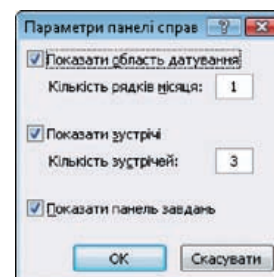 Параметри панелі справ
Показати область датування
Кількість рядків місяця: 1
Показати зустрічі
Кількість зустрічей: 3
Показати панель завдань
ОК
Скасувати